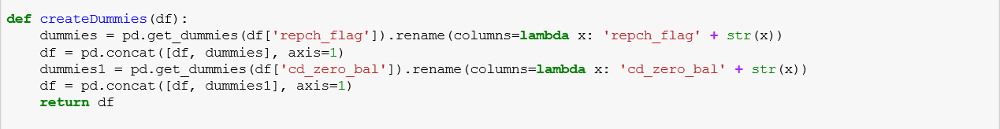 def createDummies(df):
    dummies = pd.get_dummies(df['repch_flag']).rename(columns=lambda x: 'repch_flag' + str(x))
    df = pd.concat([df, dummies], axis=1)
    dummies1 = pd.get_dummies(df['cd_zero_bal']).rename(columns=lambda x: 'cd_zero_bal' + str(x))
    df = pd.concat([df, dummies1], axis=1)
    return df